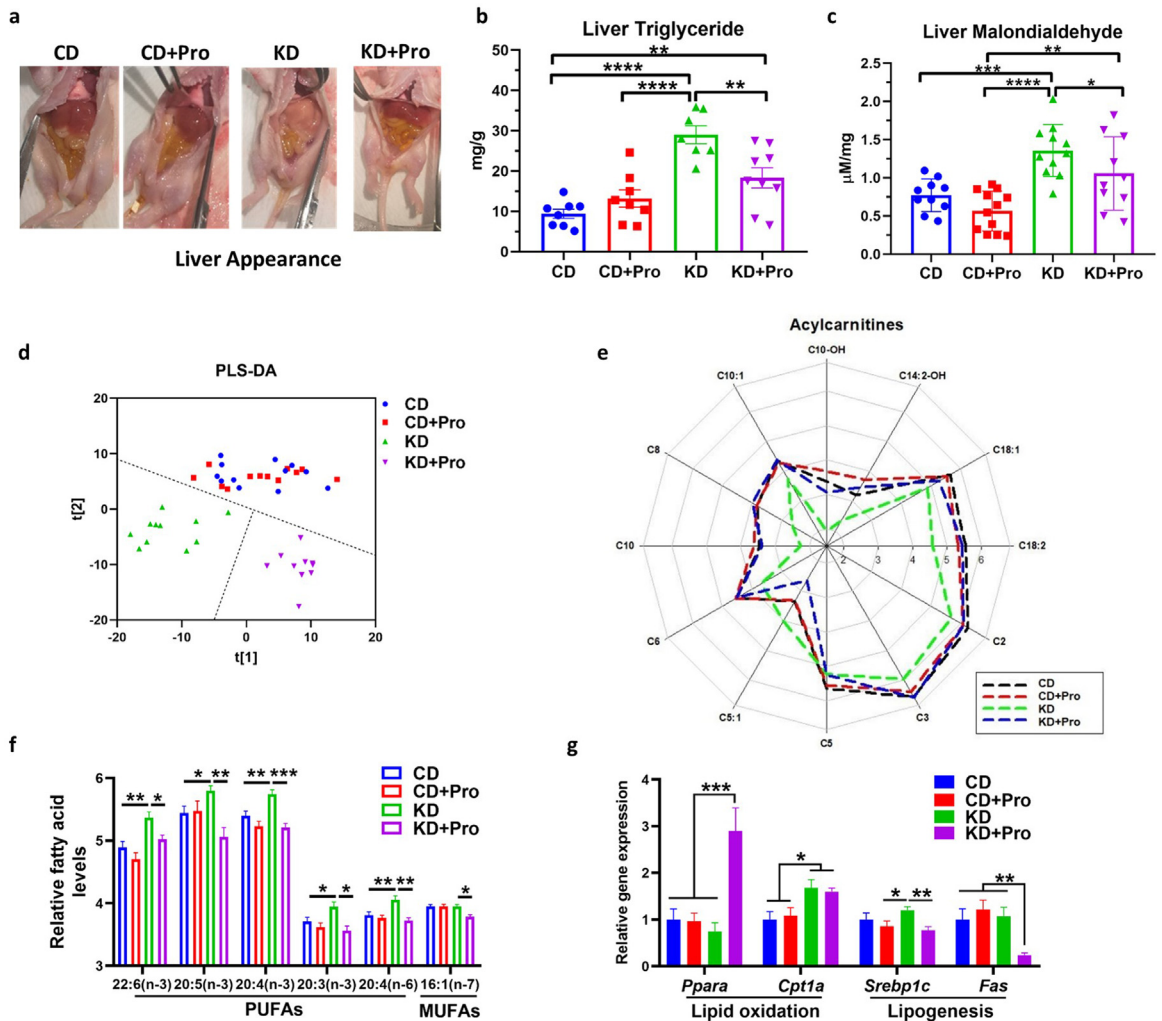 a
CD CD+Pro KD KD+Pro
Liver Appearance
b
Liver Triglyceride
**
****
**** **
50
40
30
20
10
0
mg/g
CD CD+Pro KD KD+Pro
c
Liver Malondialdehyde
**
***
**** *
2.5
2.0
1.5
1.0
0.5
0.0
μM/mg
CD CD+Pro KD KD+Pro
d
PLS-DA
20
10
0
-10
-20
t[2]
-20 -10 0 10 20
t[1]
CD
CD+Pro
KD
KD+Pro
e
Acylcarnitines
C10-OH
C14:2-OH
C18:1
C18:2
C2
C3
C5
C5:1
C6
C10
C8
C10:1
2 3 4 5 6
CD
CD+Pro
KD
KD+Pro
f
Relative fatty acid
levels
6
5
4
3
** * * ** ** *** * * ** ** *
CD
CD+Pro
KD
KD+Pro
22:6(n-3) 20:5(n-3) 20:4(n-3) 20:3(n-3) 20:4(n-6) 16:1(n-7)
PUFAs MUFAs
g
Relative gene expression
4
3
2
1
0
*** * * ** **
CD
CD+Pro
KD
KD+Pro
Ppara Cpt1a Srebp1c Fas
Lipid oxidation Lipogenesis